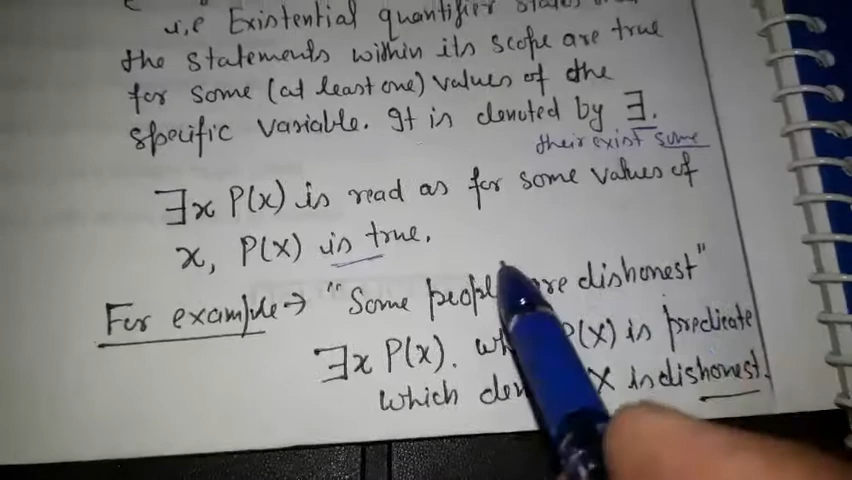 i.e Existential quantifier states
the statements within its scope are true
for some (at least one) values of the
specific variable. It is denoted by ∃.
their exist some
∃x P(x) is read as for some values of
x, P(x) is true.
For example → "Some people are dishonest"
∃x P(x). P(x) is predicate
which X is dishonest.